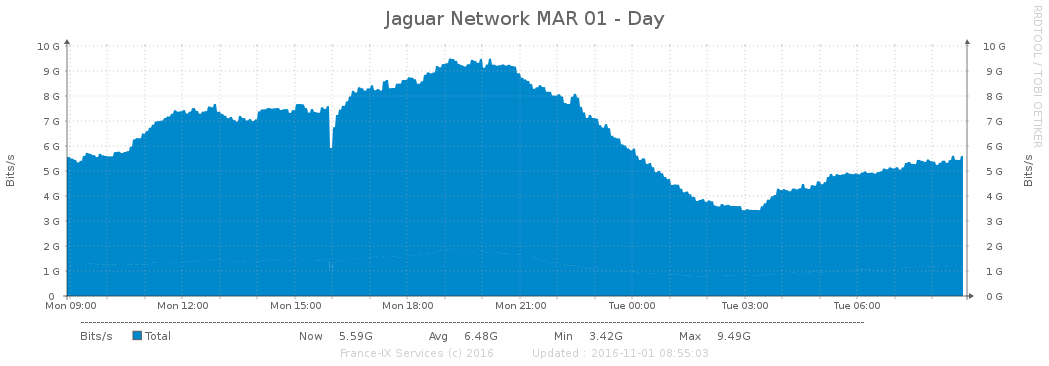 Jaguar Network MAR 01 - Day
RRDTOOL / TOBI OETIKER
10 G 10 G
9 G 9 G
8 G 8 G
7 G 7 G
6 G 6 G
5 G 5 G
4 G 4 G
3 G 3 G
2 G 2 G
1 G 1 G
0 0 G
Bits/s Bits/s
Mon 09:00 Mon 12:00 Mon 15:00 Mon 18:00 Mon 21:00 Tue 00:00 Tue 03:00 Tue 06:00
Bits/s Total Now 5.59G Avg 6.48G Min 3.42G Max 9.49G
France-IX Services (c) 2016 Updated : 2016-11-01 08:55:03